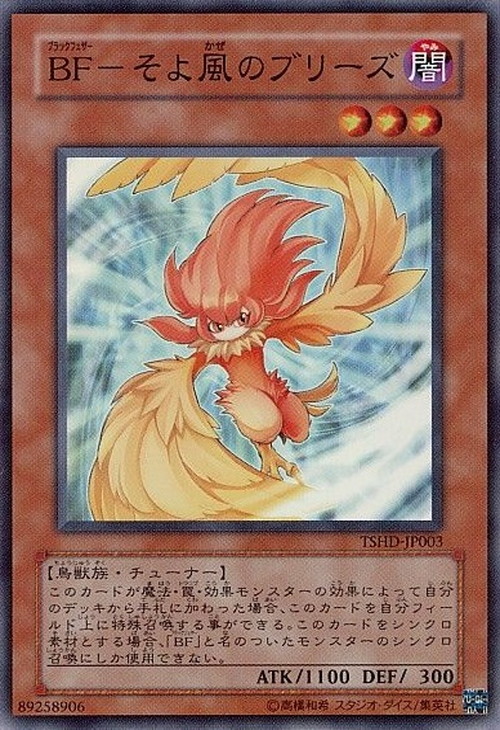 ブラックフェザー かぜ
BF－そよ風のブリーズ
やみ
闇
TSHD-JP003
【鳥獣族・チューナー】
このカードが魔法・罠・効果モンスターの効果によって自分
のデッキから手札に加わった場合、このカードを自分フィー
ルド上に特殊召喚する事ができる。このカードをシンクロ
素材とする場合、「BF」と名のついたモンスターのシンクロ
召喚にしか使用できない。
ATK/1100 DEF/ 300
89258906
©高橋和希 スタジオ・ダイス/集英社